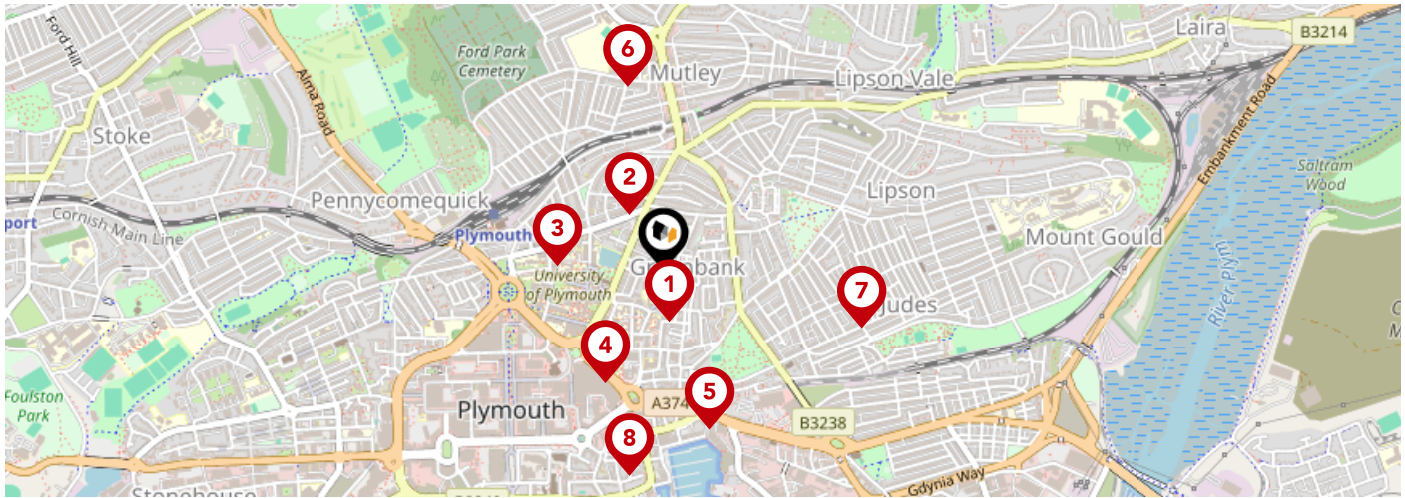 Ford Hill
Alma Road
Ford Park
Cemetery
6
Mutley
Lipson Vale
Laira
B3214
Stoke
Embankment Road
Saltram
Wood
2
Lipson
Pennycomequick
port
Cornish Main Line
Plymouth
3
Mount Gould
University
of Plymouth
1
7
River Plym
4
Foulston
Park
Plymouth
A374
5
B3238
8
Gdynia Way
Stonehouse